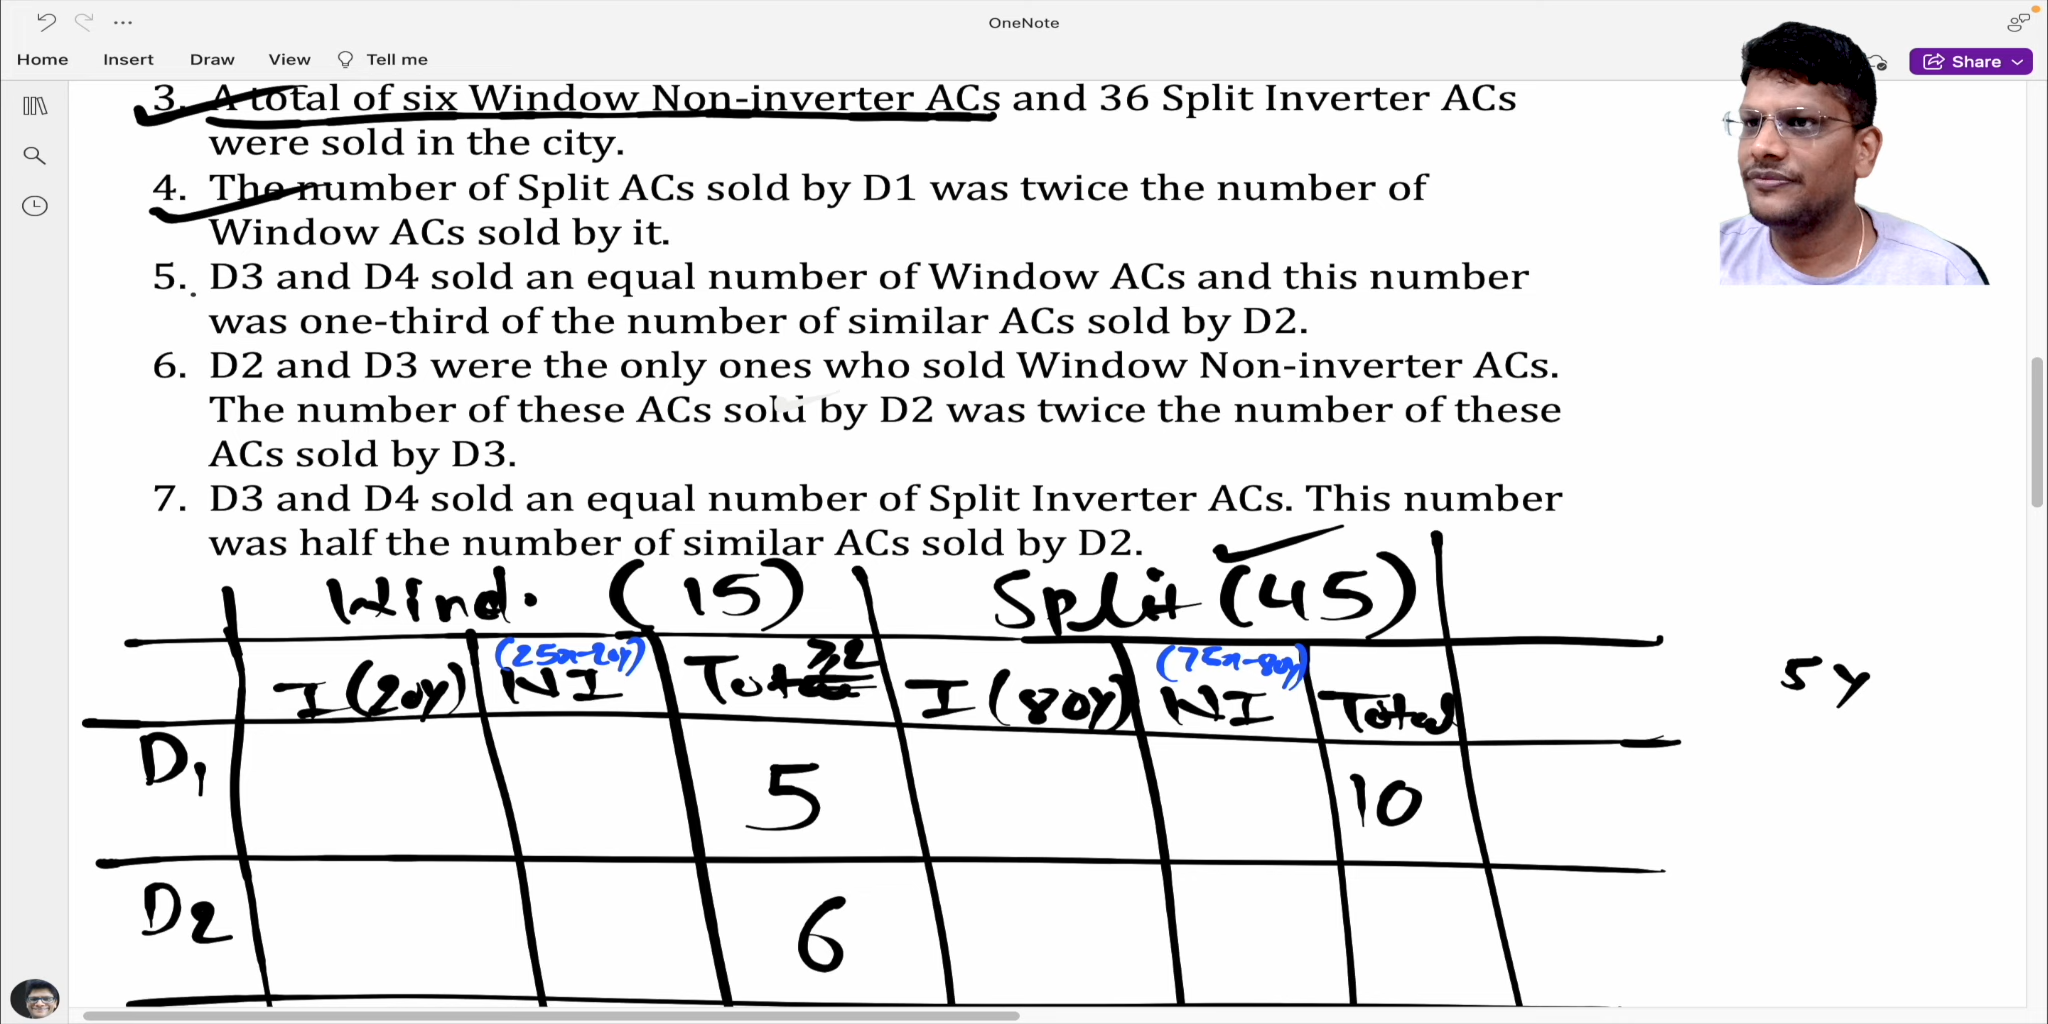 OneNote
Home Insert Draw View Tell me Share
3. A total of six Window Non-inverter ACs and 36 Split Inverter ACs
were sold in the city.
4. The number of Split ACs sold by D1 was twice the number of
Window ACs sold by it.
5. D3 and D4 sold an equal number of Window ACs and this number
was one-third of the number of similar ACs sold by D2.
6. D2 and D3 were the only ones who sold Window Non-inverter ACs.
The number of these ACs sold by D2 was twice the number of these
ACs sold by D3.
7. D3 and D4 sold an equal number of Split Inverter ACs. This number
was half the number of similar ACs sold by D2.
Wind. (15) Split (45)
(25x-20y) ≥2 (75x-80y)
I (20y) NI I (80y) NI Total 5y
D1 5 10
D2 6